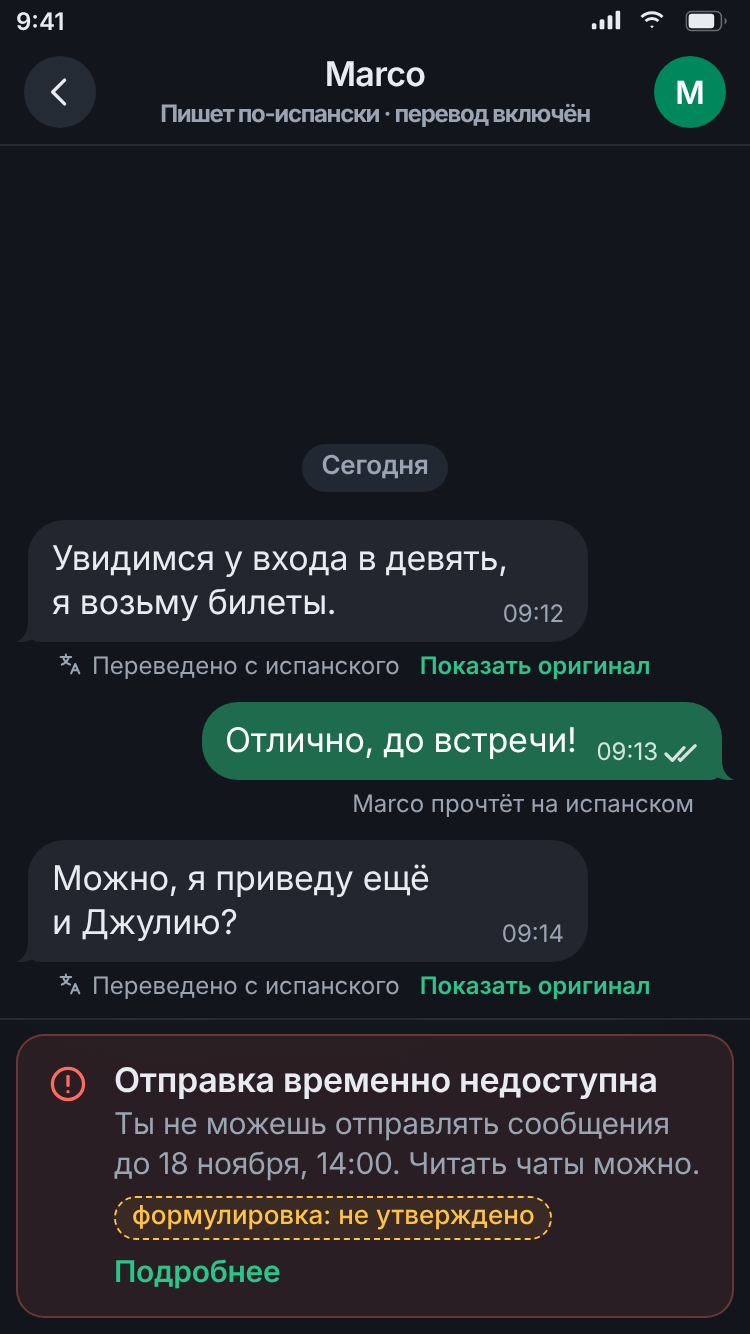 9:41
Marco
Пишет по-испански · перевод включён
M
Сегодня
Увидимся у входа в девять,
я возьму билеты.
09:12
Переведено с испанского Показать оригинал
Отлично, до встречи! 09:13
Marco прочтёт на испанском
Можно, я приведу ещё
и Джулию?
09:14
Переведено с испанского Показать оригинал
Отправка временно недоступна
Ты не можешь отправлять сообщения
до 18 ноября, 14:00. Читать чаты можно.
формулировка: не утверждено
Подробнее